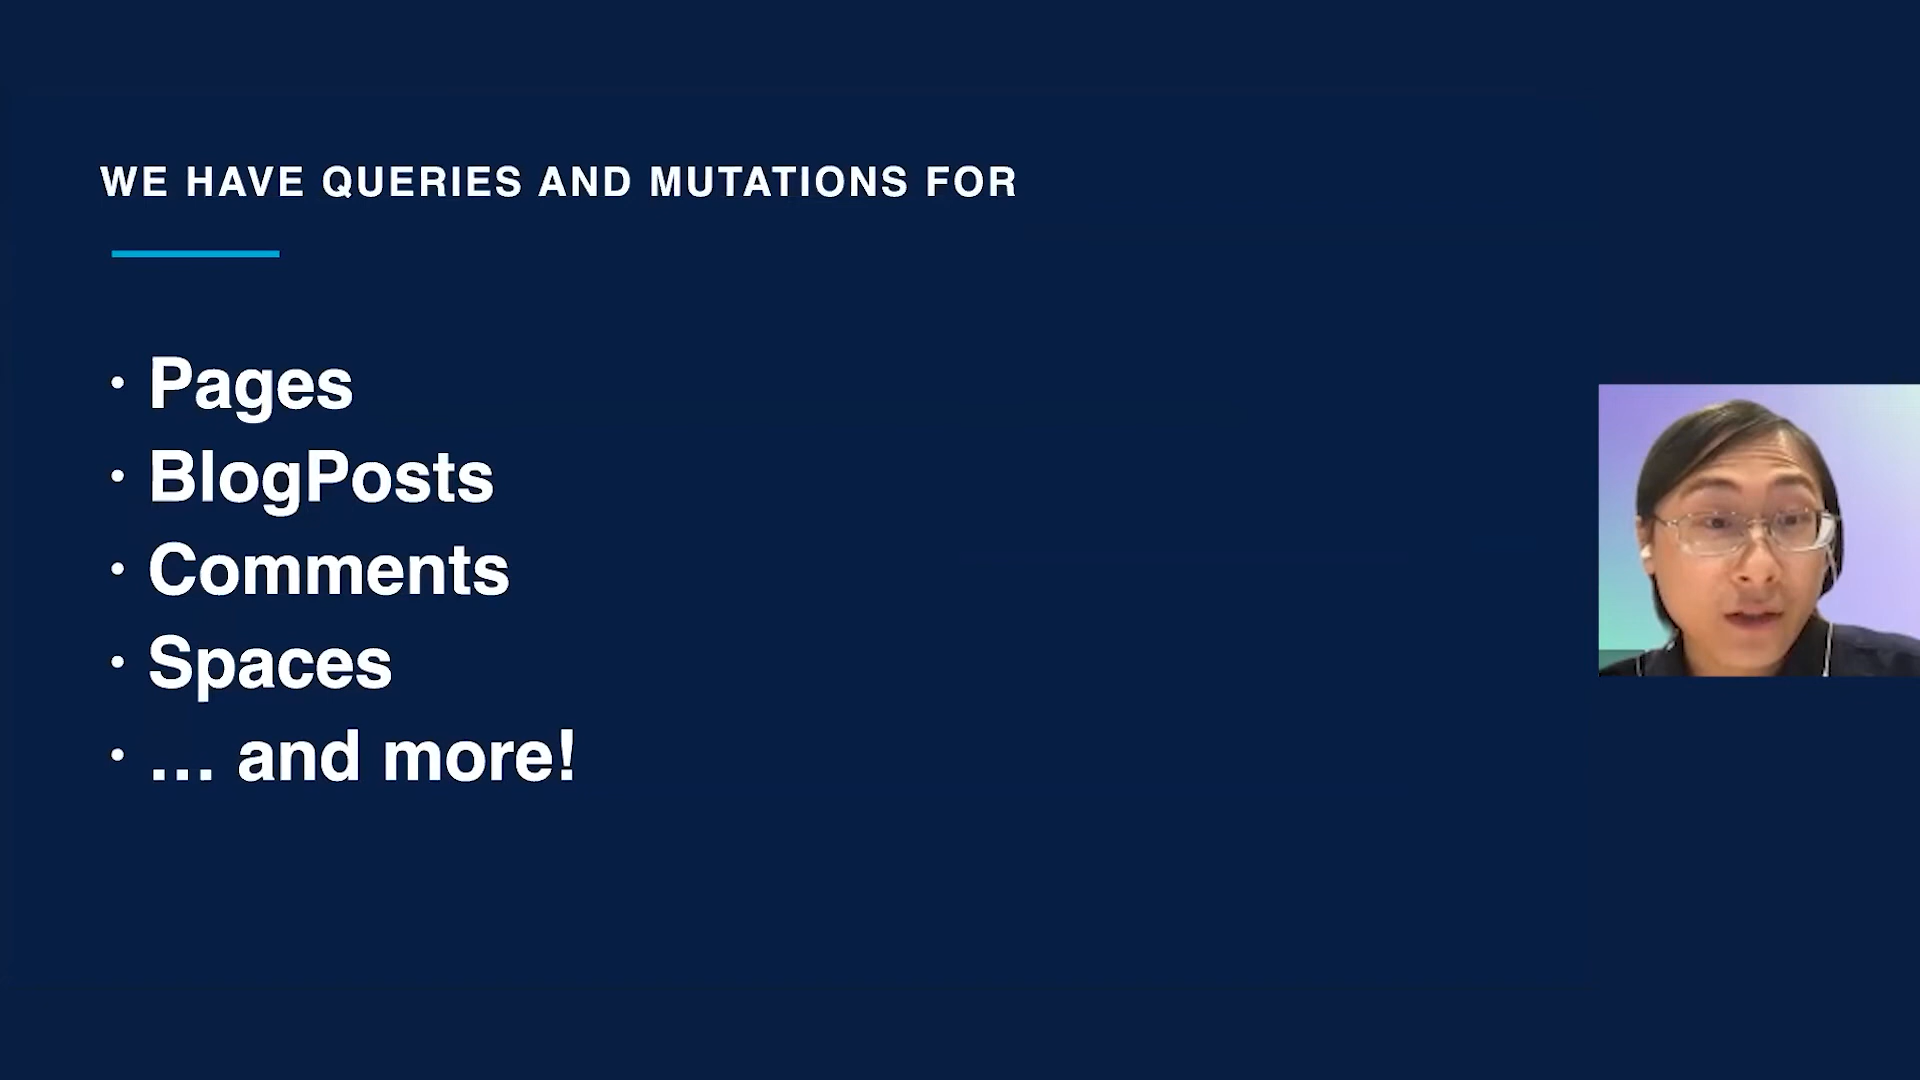 WE HAVE QUERIES AND MUTATIONS FOR
• Pages
• BlogPosts
• Comments
• Spaces
• ... and more!